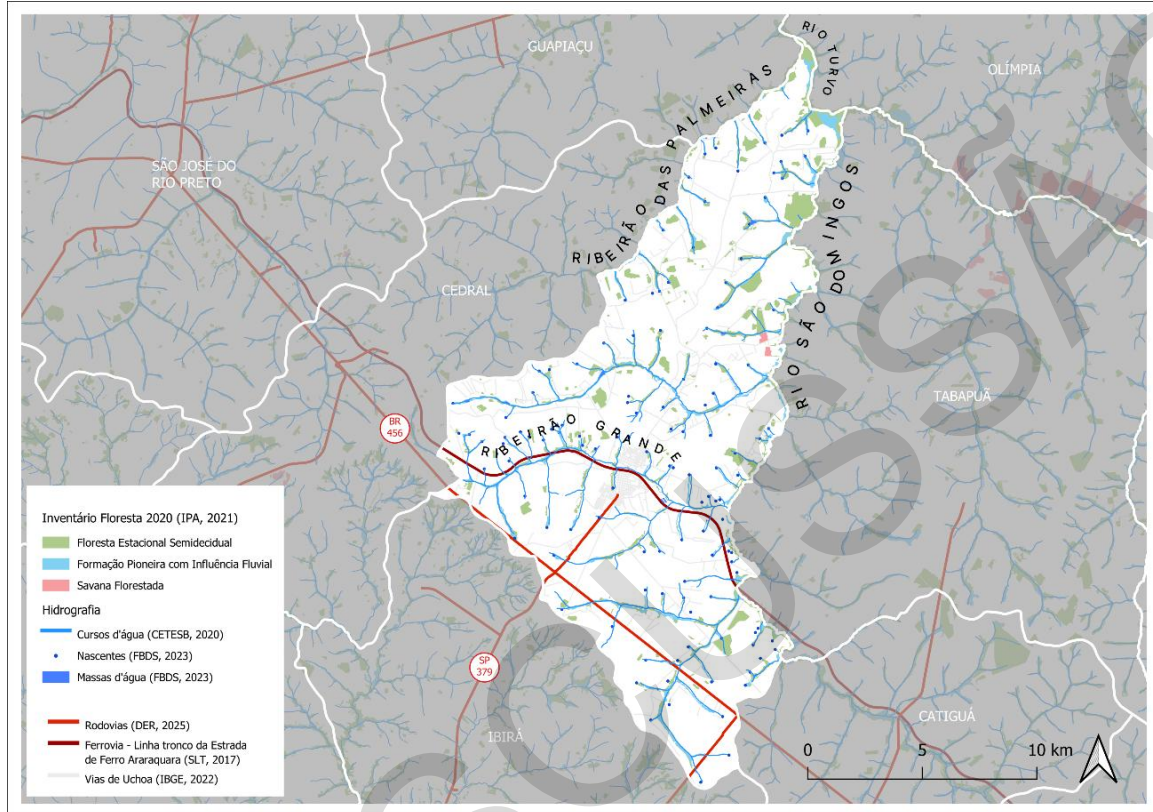 GUAPIAÇU
RIO TURVO
OLÍMPIA
RIBEIRÃO DAS PALMEIRAS
SÃO JOSÉ DO
RIO PRETO
CEDRAL
RIO SÃO DOMINGOS
TABAPUÃ
BR
456
RIBEIRÃO GRANDE
SP
379
IBIRÁ
CATIGUÁ
Inventário Floresta 2020 (IPA, 2021)
Floresta Estacional Semidecidual
Formação Pioneira com Influência Fluvial
Savana Florestada
Hidrografia
Cursos d'água (CETESB, 2020)
Nascentes (FBDS, 2023)
Massas d'água (FBDS, 2023)
Rodovias (DER, 2025)
Ferrovia - Linha tronco da Estrada
de Ferro Araraquara (SLT, 2017)
Vias de Uchoa (IBGE, 2022)
0 5 10 km